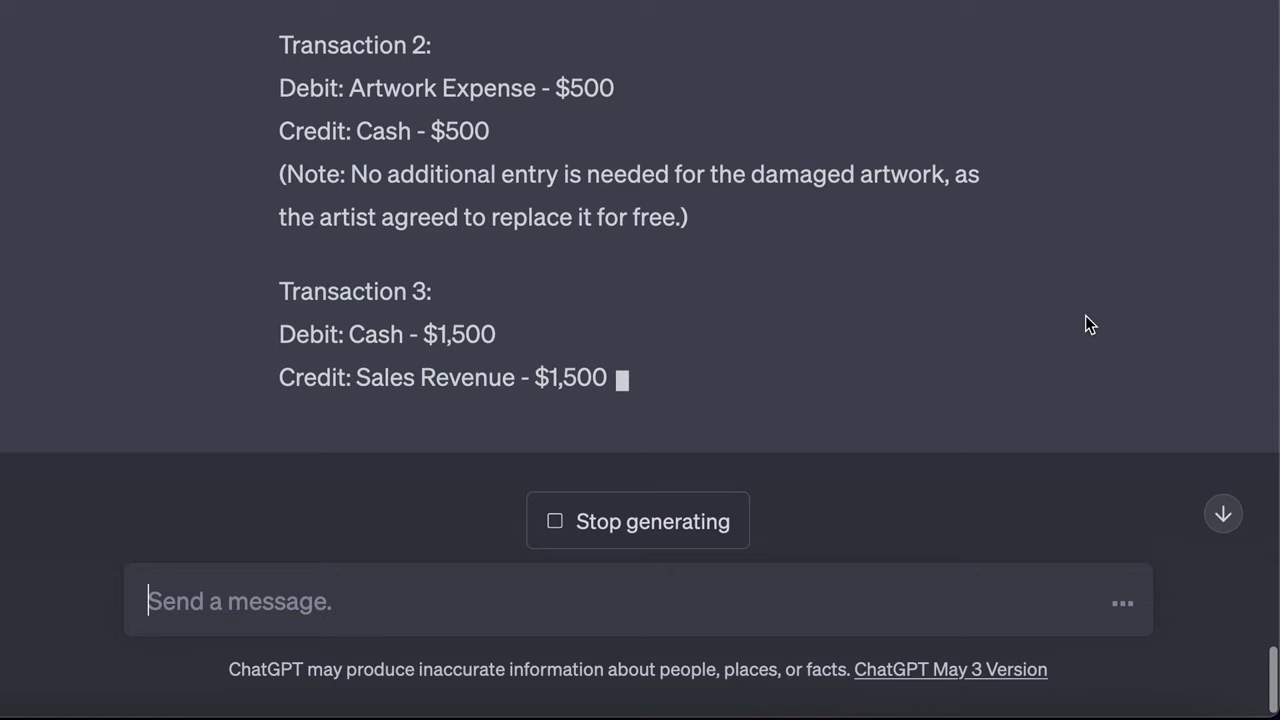 Transaction 2:
Debit: Artwork Expense - $500
Credit: Cash - $500
(Note: No additional entry is needed for the damaged artwork, as
the artist agreed to replace it for free.)
Transaction 3:
Debit: Cash - $1,500
Credit: Sales Revenue - $1,500
Stop generating
Send a message.
ChatGPT may produce inaccurate information about people, places, or facts. ChatGPT May 3 Version